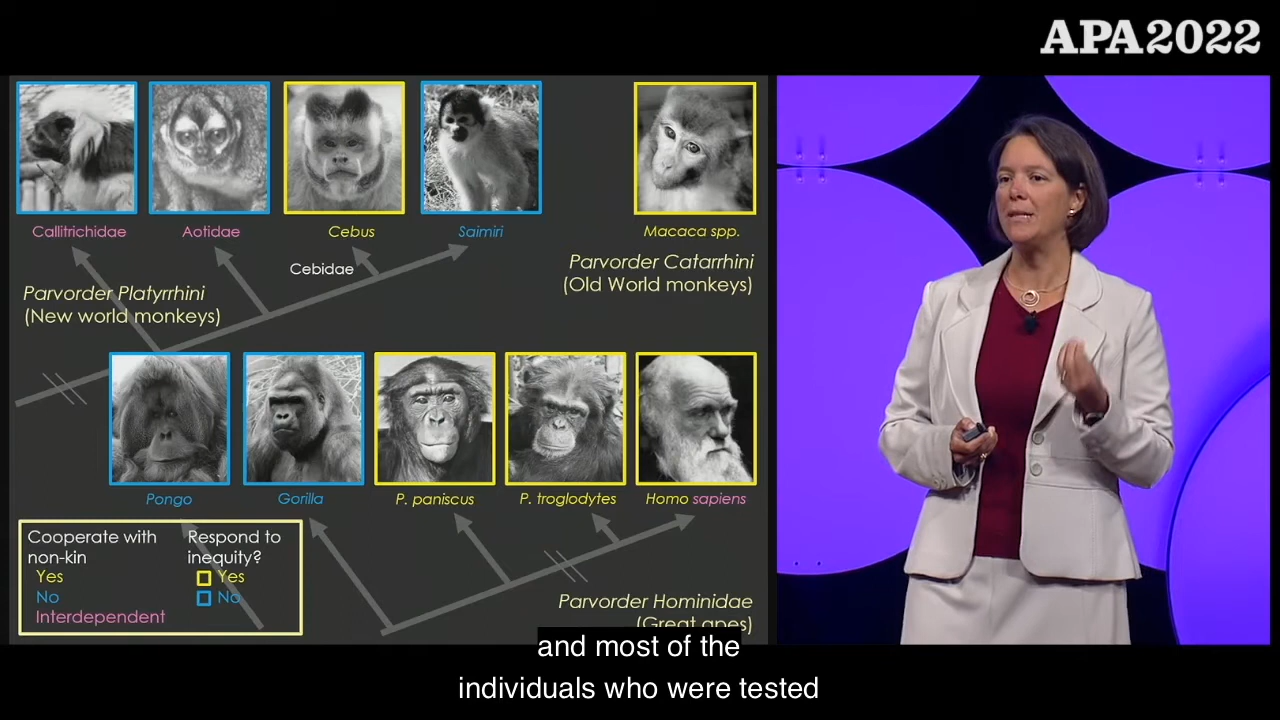 APA2022
Callitrichidae
Aotidae
Cebus
Saimiri
Macaca spp.
Cebidae
Parvorder Catarrhini
(Old World monkeys)
Parvorder Platyrrhini
(New world monkeys)
Pongo
Gorilla
P. paniscus
P. troglodytes
Homo sapiens
Cooperate with
non-kin
Yes
No
Interdependent
Respond to
inequity?
Yes
No
Parvorder Hominidae
(Great apes)
and most of the
individuals who were tested